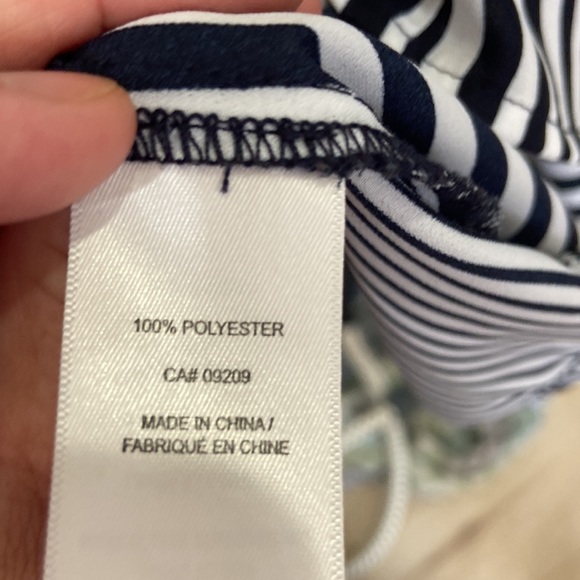 100% POLYESTER
CA# 09209
MADE IN CHINA/
FABRIQUÉ EN CHINE